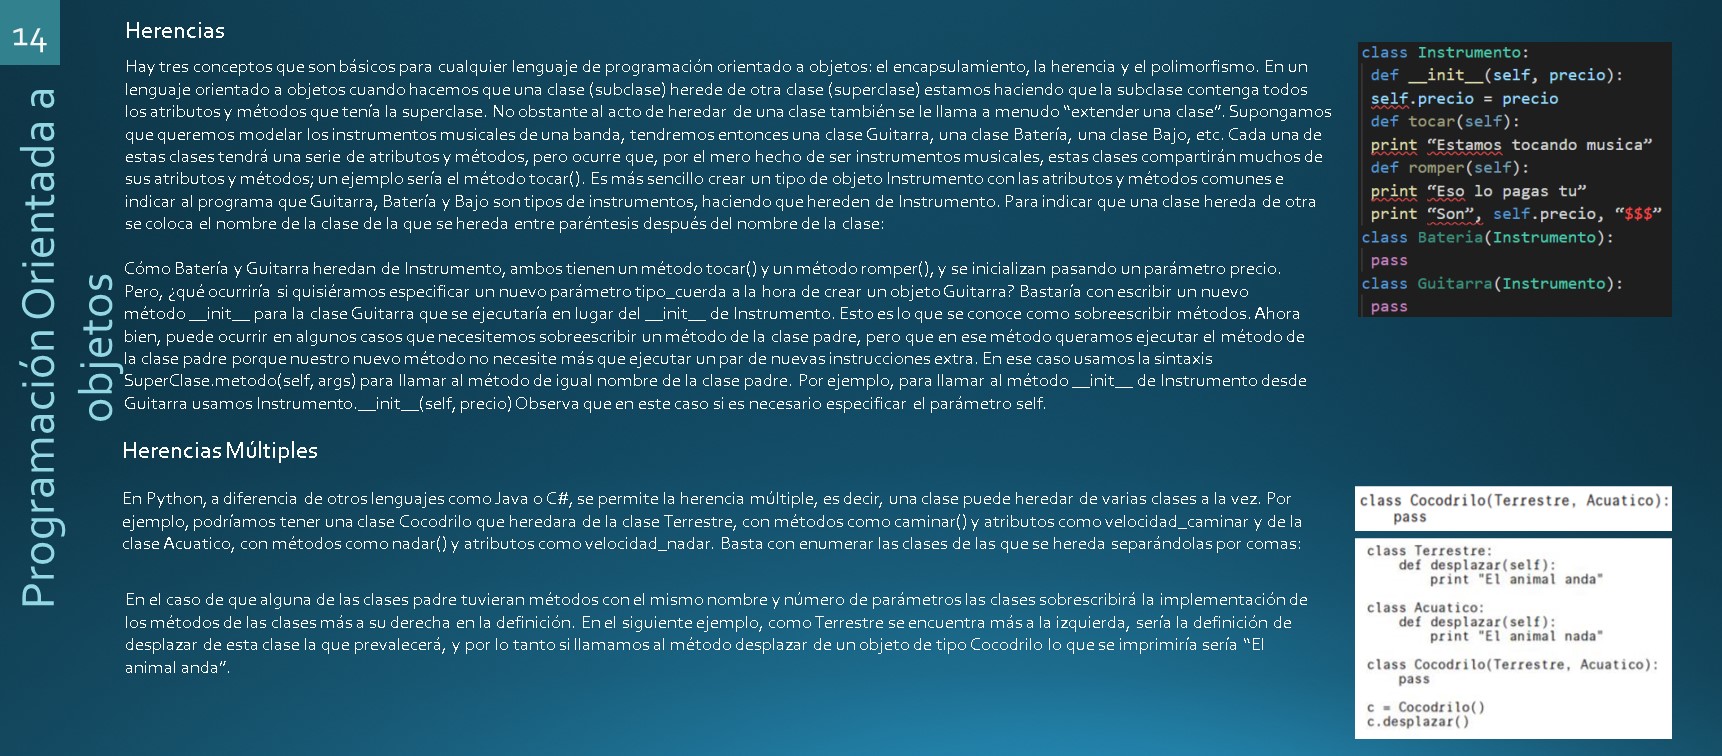 14
Programación Orientada a
objetos
Herencias
Hay tres conceptos que son básicos para cualquier lenguaje de programación orientado a objetos: el encapsulamiento, la herencia y el polimorfismo. En un
lenguaje orientado a objetos cuando hacemos que una clase (subclase) herede de otra clase (superclase) estamos haciendo que la subclase contenga todos
los atributos y métodos que tenía la superclase. No obstante al acto de heredar de una clase también se le llama a menudo “extender una clase”. Supongamos
que queremos modelar los instrumentos musicales de una banda, tendremos entonces una clase Guitarra, una clase Batería, una clase Bajo, etc. Cada una de
estas clases tendrá una serie de atributos y métodos, pero ocurre que, por el mero hecho de ser instrumentos musicales, estas clases compartirán muchos de
sus atributos y métodos; un ejemplo sería el método tocar(). Es más sencillo crear un tipo de objeto Instrumento con las atributos y métodos comunes e
indicar al programa que Guitarra, Batería y Bajo son tipos de instrumentos, haciendo que hereden de Instrumento. Para indicar que una clase hereda de otra
se coloca el nombre de la clase de la que se hereda entre paréntesis después del nombre de la clase:
Cómo Batería y Guitarra heredan de Instrumento, ambos tienen un método tocar() y un método romper(), y se inicializan pasando un parámetro precio.
Pero, ¿qué ocurriría si quisiéramos especificar un nuevo parámetro tipo_cuerda a la hora de crear un objeto Guitarra? Bastaría con escribir un nuevo
método __init__ para la clase Guitarra que se ejecutaría en lugar del __init__ de Instrumento. Esto es lo que se conoce como sobreescribir métodos. Ahora
bien, puede ocurrir en algunos casos que necesitemos sobreescribir un método de la clase padre, pero que en ese método queramos ejecutar el método de
la clase padre porque nuestro nuevo método no necesite más que ejecutar un par de nuevas instrucciones extra. En ese caso usamos la sintaxis
SuperClase.metodo(self, args) para llamar al método de igual nombre de la clase padre. Por ejemplo, para llamar al método __init__ de Instrumento desde
Guitarra usamos Instrumento.__init__(self, precio) Observa que en este caso si es necesario especificar el parámetro self.
Herencias Múltiples
En Python, a diferencia de otros lenguajes como Java o C#, se permite la herencia múltiple, es decir, una clase puede heredar de varias clases a la vez. Por
ejemplo, podríamos tener una clase Cocodrilo que heredara de la clase Terrestre, con métodos como caminar() y atributos como velocidad_caminar y de la
clase Acuatico, con métodos como nadar() y atributos como velocidad_nadar. Basta con enumerar las clases de las que se hereda separándolas por comas:
En el caso de que alguna de las clases padre tuvieran métodos con el mismo nombre y número de parámetros las clases sobrescribirá la implementación de
los métodos de las clases más a su derecha en la definición. En el siguiente ejemplo, como Terrestre se encuentra más a la izquierda, sería la definición de
desplazar de esta clase la que prevalecerá, y por lo tanto si llamamos al método desplazar de un objeto de tipo Cocodrilo lo que se imprimiría sería “El
animal anda”.
class Instrumento:
def __init__(self, precio):
self.precio = precio
def tocar(self):
print “Estamos tocando musica”
def romper(self):
print “Eso lo pagas tu”
print “Son”, self.precio, “$$$”
class Bateria(Instrumento):
pass
class Guitarra(Instrumento):
pass
class Cocodrilo(Terrestre, Acuatico):
pass
class Terrestre:
def desplazar(self):
print "El animal anda"
class Acuatico:
def desplazar(self):
print "El animal nada"
class Cocodrilo(Terrestre, Acuatico):
pass
c = Cocodrilo()
c.desplazar()